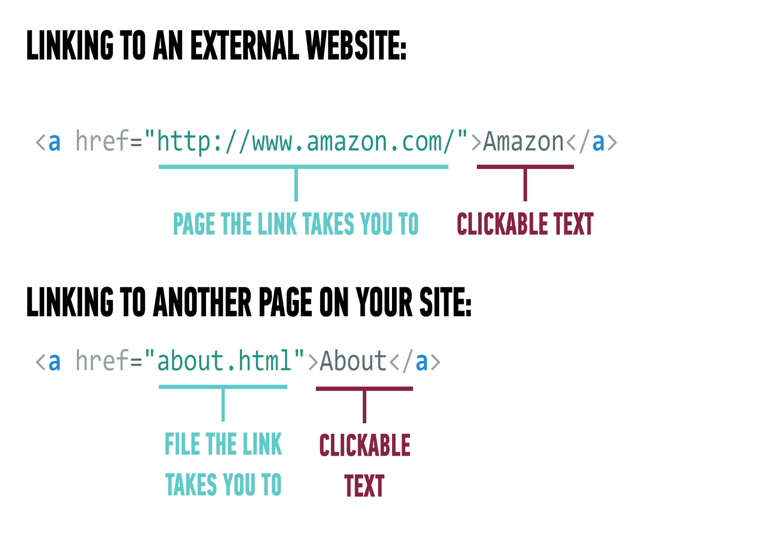 LINKING TO AN EXTERNAL WEBSITE:
<a href="http://www.amazon.com/">Amazon</a>
PAGE THE LINK TAKES YOU TO CLICKABLE TEXT
LINKING TO ANOTHER PAGE ON YOUR SITE:
<a href="about.html">About</a>
FILE THE LINK CLICKABLE
TAKES YOU TO TEXT